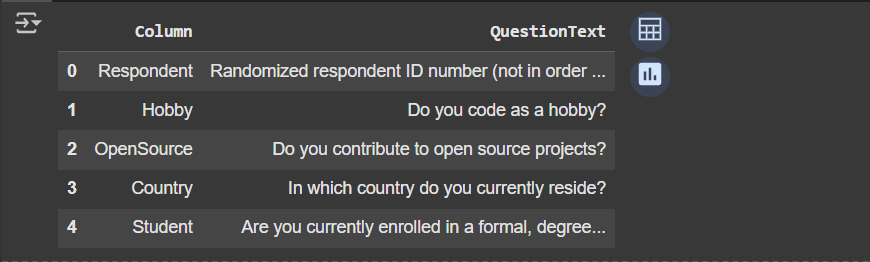 Column QuestionText
0 Respondent Randomized respondent ID number (not in order ...
1 Hobby Do you code as a hobby?
2 OpenSource Do you contribute to open source projects?
3 Country In which country do you currently reside?
4 Student Are you currently enrolled in a formal, degree...